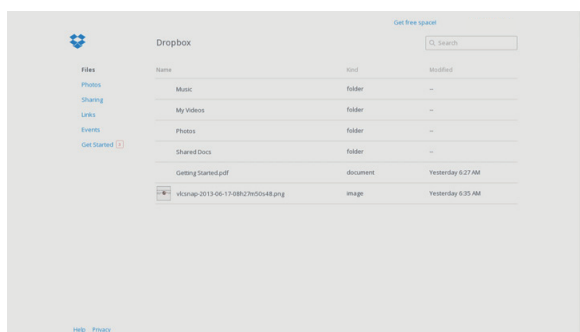 Get free space!
Dropbox
Search
Files
Photos
Sharing
Links
Events
Get Started
Name Kind Modified
Music folder --
My Videos folder --
Photos folder --
Shared Docs folder --
Getting Started.pdf document Yesterday 6:27 AM
vlcsnap-2013-06-17-08h27m50s48.png image Yesterday 6:35 AM
Help Privacy